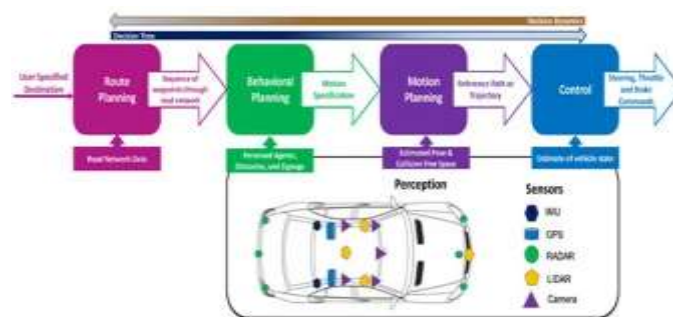 Decision Dynamics
Decision Time
User Specified
Destination
Route
Planning
Sequence of
waypoints through
road network
Behavioral
Planning
Motion
Specification
Motion
Planning
Reference Path or
Trajectory
Control
Steering, Throttle
and Brake
Commands
Road Network Data
Perceived Agents,
Obstacles, and Signage
Estimated Pose &
Collision Free Space
Estimate of vehicle state
Perception
Sensors
IMU
GPS
RADAR
LIDAR
Camera